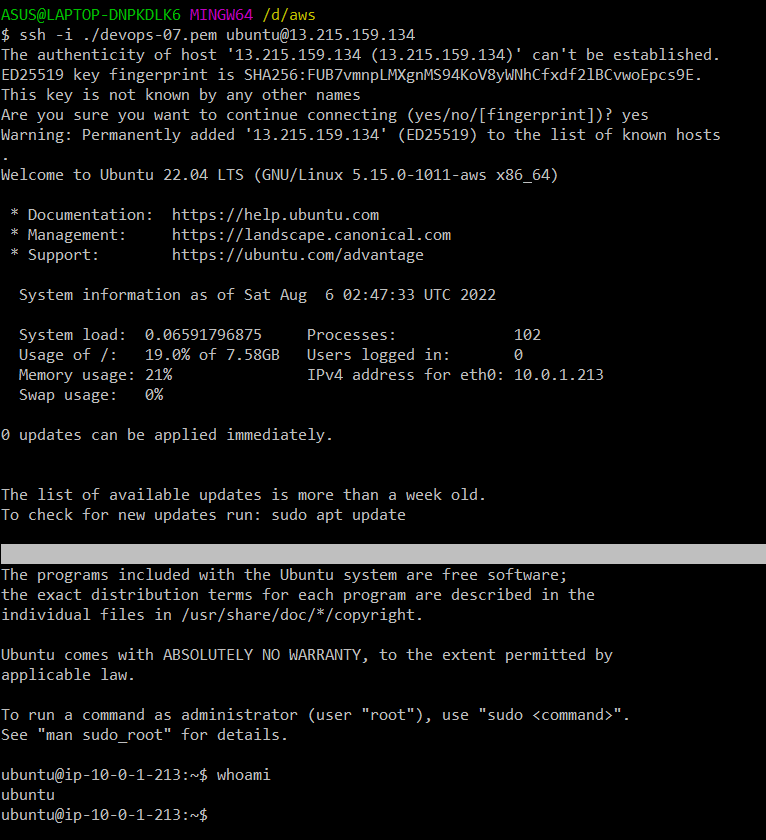 ASUS@LAPTOP-DNPKDLK6 MINGW64 /d/aws
$ ssh -i ./devops-07.pem ubuntu@13.215.159.134
The authenticity of host '13.215.159.134 (13.215.159.134)' can't be established.
ED25519 key fingerprint is SHA256:FUB7vmnpLMXgnMS94KoV8yWNhCfxdf2lBCvwoEpcs9E.
This key is not known by any other names
Are you sure you want to continue connecting (yes/no/[fingerprint])? yes
Warning: Permanently added '13.215.159.134' (ED25519) to the list of known hosts
.
Welcome to Ubuntu 22.04 LTS (GNU/Linux 5.15.0-1011-aws x86_64)
* Documentation:  https://help.ubuntu.com
* Management:     https://landscape.canonical.com
* Support:        https://ubuntu.com/advantage
System information as of Sat Aug  6 02:47:33 UTC 2022
System load:  0.06591796875     Processes:             102
Usage of /:   19.0% of 7.58GB   Users logged in:       0
Memory usage: 21%               IPv4 address for eth0: 10.0.1.213
Swap usage:   0%
0 updates can be applied immediately.
The list of available updates is more than a week old.
To check for new updates run: sudo apt update
The programs included with the Ubuntu system are free software;
the exact distribution terms for each program are described in the
individual files in /usr/share/doc/*/copyright.
Ubuntu comes with ABSOLUTELY NO WARRANTY, to the extent permitted by
applicable law.
To run a command as administrator (user "root"), use "sudo <command>".
See "man sudo_root" for details.
ubuntu@ip-10-0-1-213:~$ whoami
ubuntu
ubuntu@ip-10-0-1-213:~$